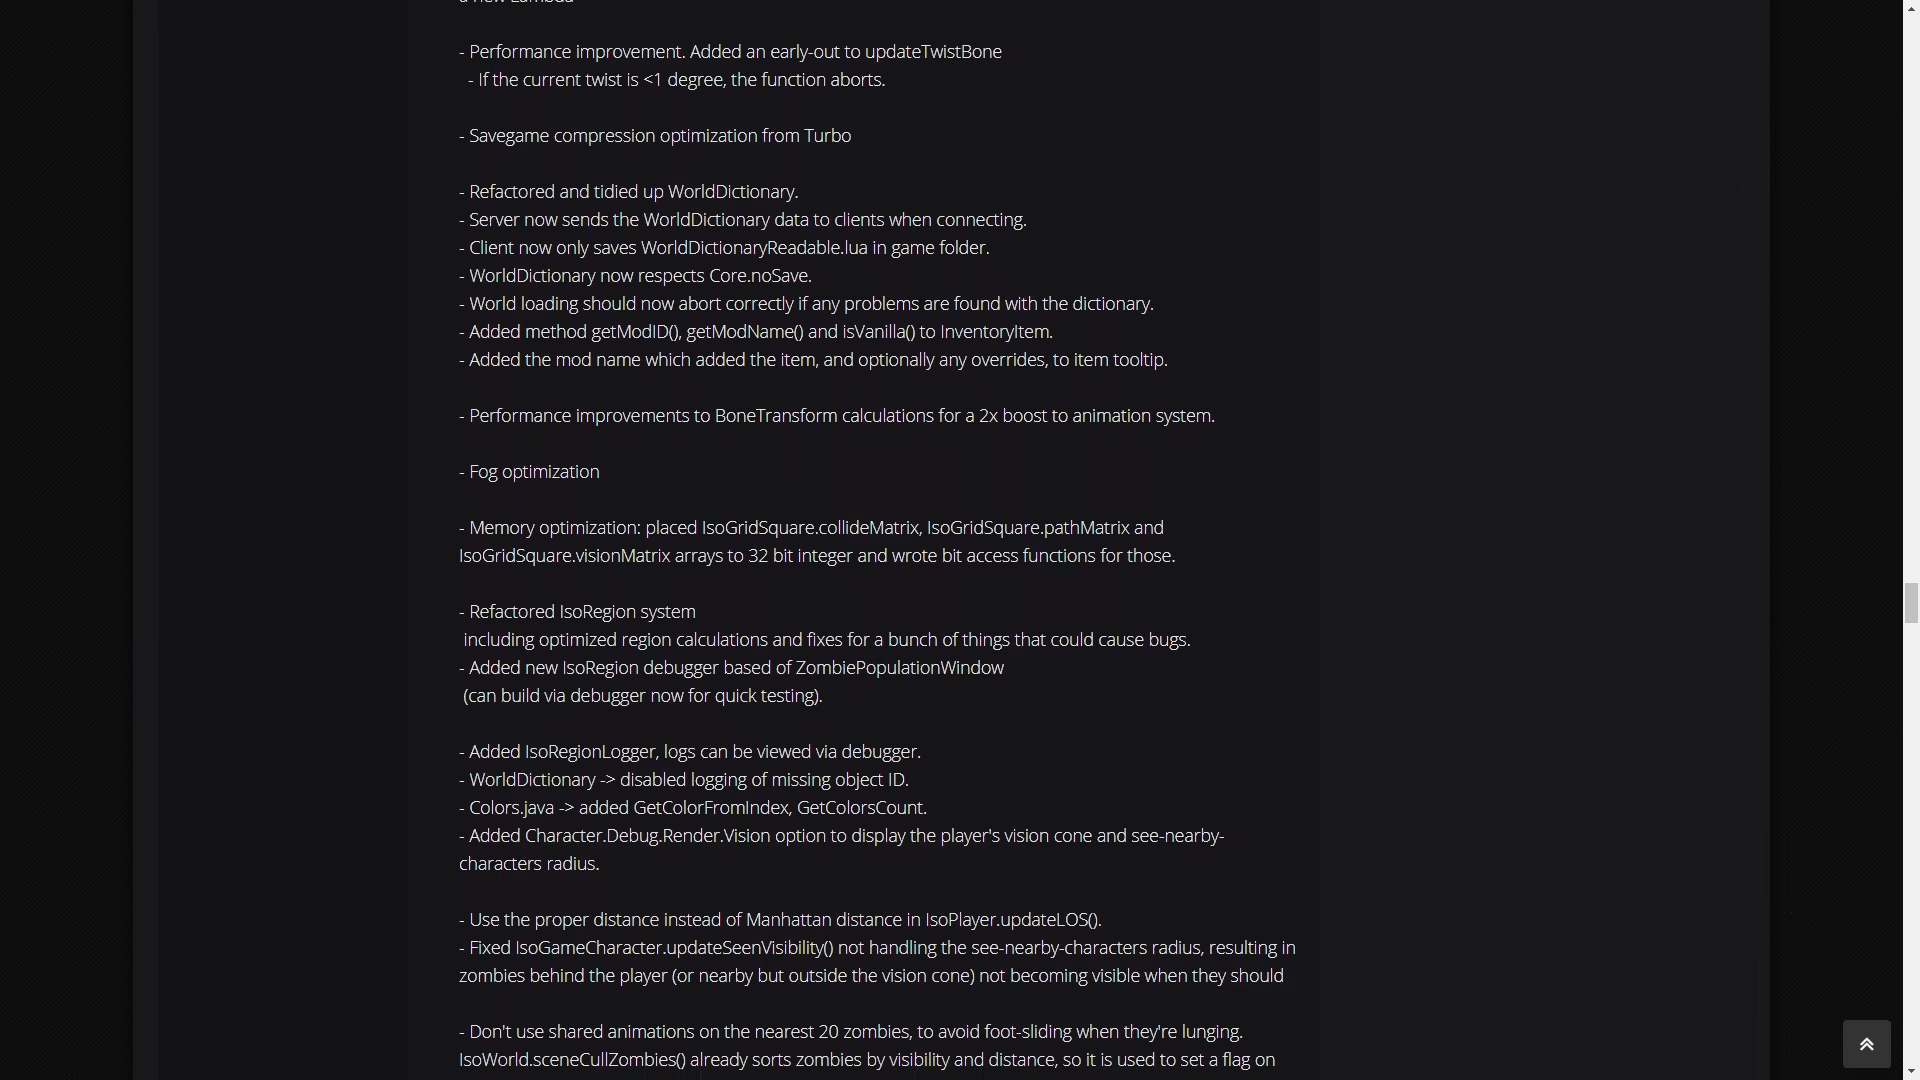 a new Lambda
- Performance improvement. Added an early-out to updateTwistBone
- If the current twist is <1 degree, the function aborts.
- Savegame compression optimization from Turbo
- Refactored and tidied up WorldDictionary.
- Server now sends the WorldDictionary data to clients when connecting.
- Client now only saves WorldDictionaryReadable.lua in game folder.
- WorldDictionary now respects Core.noSave.
- World loading should now abort correctly if any problems are found with the dictionary.
- Added method getModID(), getModName() and isVanilla() to InventoryItem.
- Added the mod name which added the item, and optionally any overrides, to item tooltip.
- Performance improvements to BoneTransform calculations for a 2x boost to animation system.
- Fog optimization
- Memory optimization: placed IsoGridSquare.collideMatrix, IsoGridSquare.pathMatrix and
IsoGridSquare.visionMatrix arrays to 32 bit integer and wrote bit access functions for those.
- Refactored IsoRegion system
including optimized region calculations and fixes for a bunch of things that could cause bugs.
- Added new IsoRegion debugger based of ZombiePopulationWindow
(can build via debugger now for quick testing).
- Added IsoRegionLogger, logs can be viewed via debugger.
- WorldDictionary -> disabled logging of missing object ID.
- Colors.java -> added GetColorFromIndex, GetColorsCount.
- Added Character.Debug.Render.Vision option to display the player's vision cone and see-nearby-
characters radius.
- Use the proper distance instead of Manhattan distance in IsoPlayer.updateLOS().
- Fixed IsoGameCharacter.updateSeenVisibility() not handling the see-nearby-characters radius, resulting in
zombies behind the player (or nearby but outside the vision cone) not becoming visible when they should
- Don't use shared animations on the nearest 20 zombies, to avoid foot-sliding when they're lunging.
IsoWorld.sceneCullZombies() already sorts zombies by visibility and distance, so it is used to set a flag on